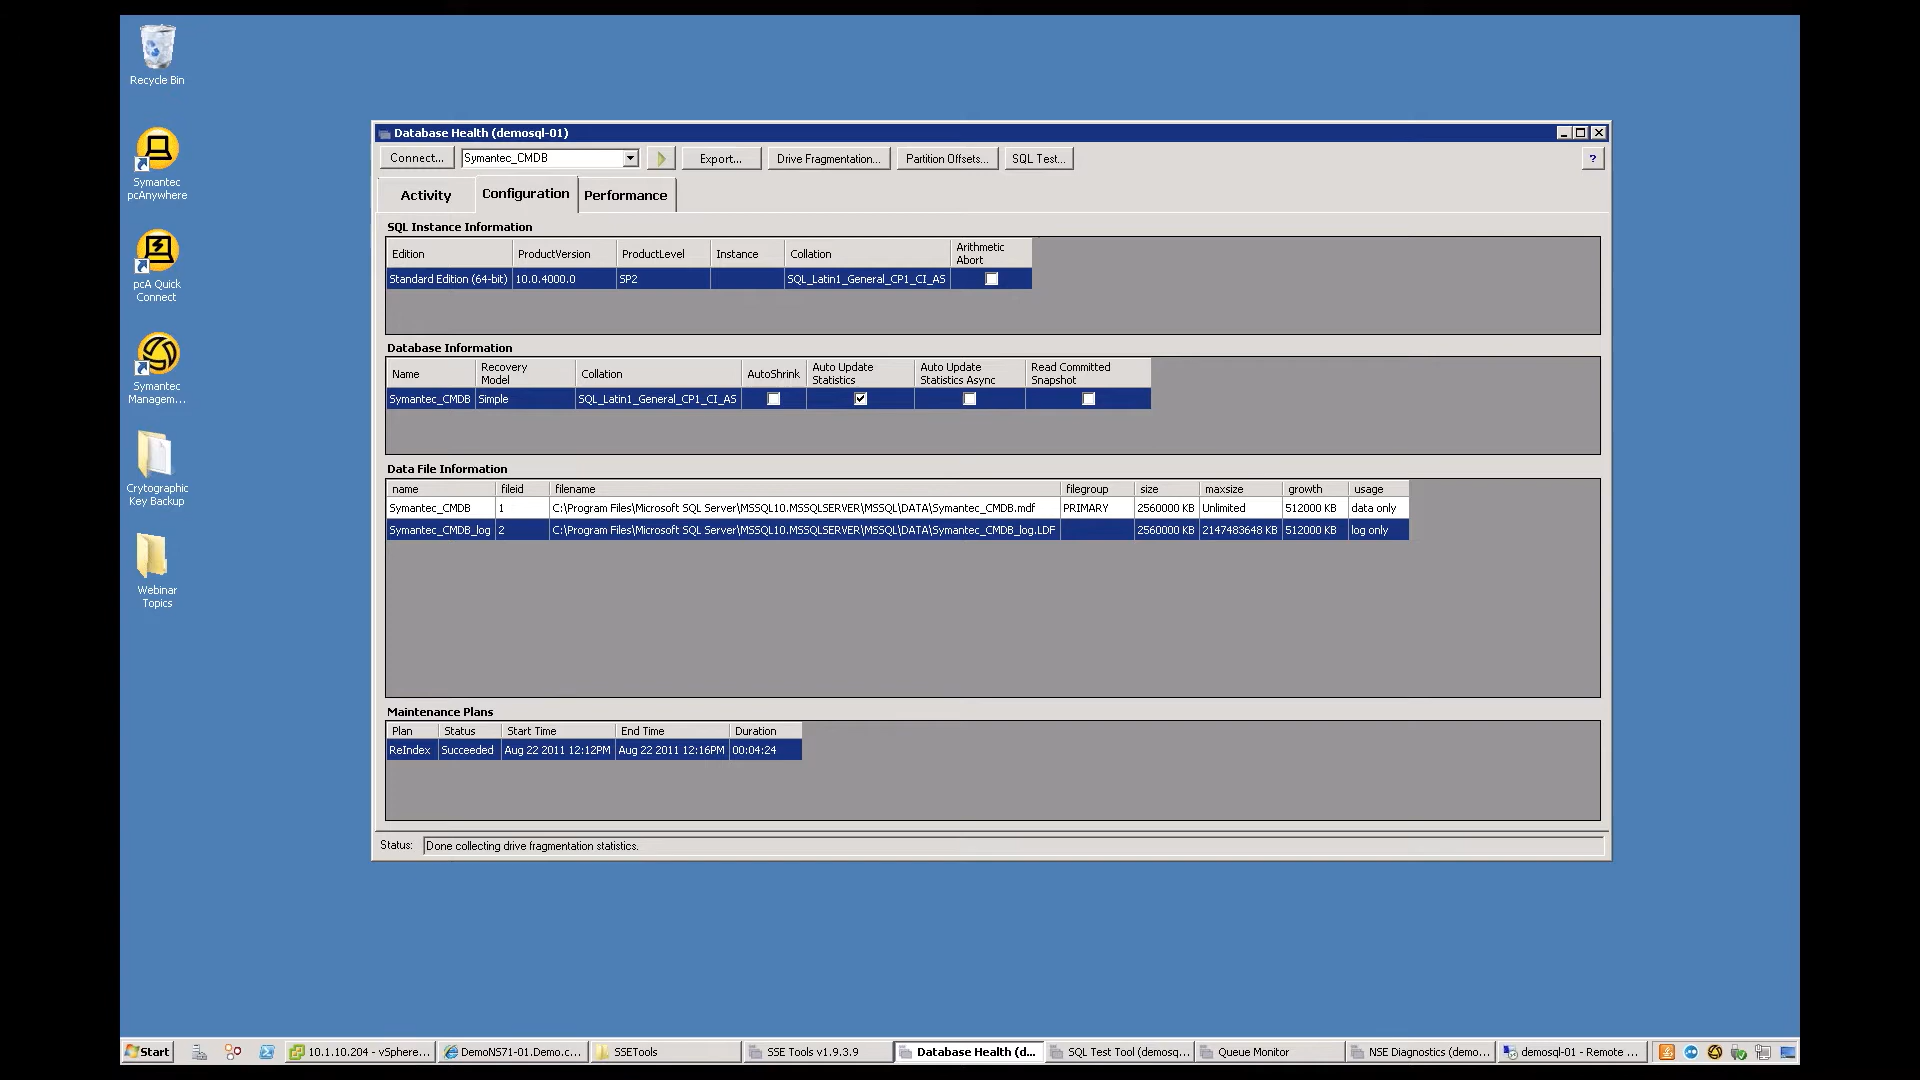 Recycle Bin
Symantec
pcAnywhere
pcA Quick
Connect
Symantec
Managem...
Crytographic
Key Backup
Webinar
Topics
Database Health (demosql-01)
Connect... Symantec_CMDB Export... Drive Fragmentation... Partition Offsets... SQL Test... ?
Activity Configuration Performance
SQL Instance Information
Edition ProductVersion ProductLevel Instance Collation Arithmetic Abort
Standard Edition (64-bit) 10.0.4000.0 SP2 SQL_Latin1_General_CP1_CI_AS
Database Information
Name Recovery Model Collation AutoShrink Auto Update Statistics Auto Update Statistics Async Read Committed Snapshot
Symantec_CMDB Simple SQL_Latin1_General_CP1_CI_AS
Data File Information
name fileid filename filegroup size maxsize growth usage
Symantec_CMDB 1 C:\Program Files\Microsoft SQL Server\MSSQL10.MSSQLSERVER\MSSQL\DATA\Symantec_CMDB.mdf PRIMARY 2560000 KB Unlimited 512000 KB data only
Symantec_CMDB_log 2 C:\Program Files\Microsoft SQL Server\MSSQL10.MSSQLSERVER\MSSQL\DATA\Symantec_CMDB_log.LDF 2560000 KB 2147483648 KB 512000 KB log only
Maintenance Plans
Plan Status Start Time End Time Duration
ReIndex Succeeded Aug 22 2011 12:12PM Aug 22 2011 12:16PM 00:04:24
Status: Done collecting drive fragmentation statistics.
Start 10.1.10.204 - vSphere... DemoNS71-01.Demo.c... SSETools SSE Tools v1.9.3.9 Database Health (d... SQL Test Tool (demosq... Queue Monitor NSE Diagnostics (demo... demosql-01 - Remote ...